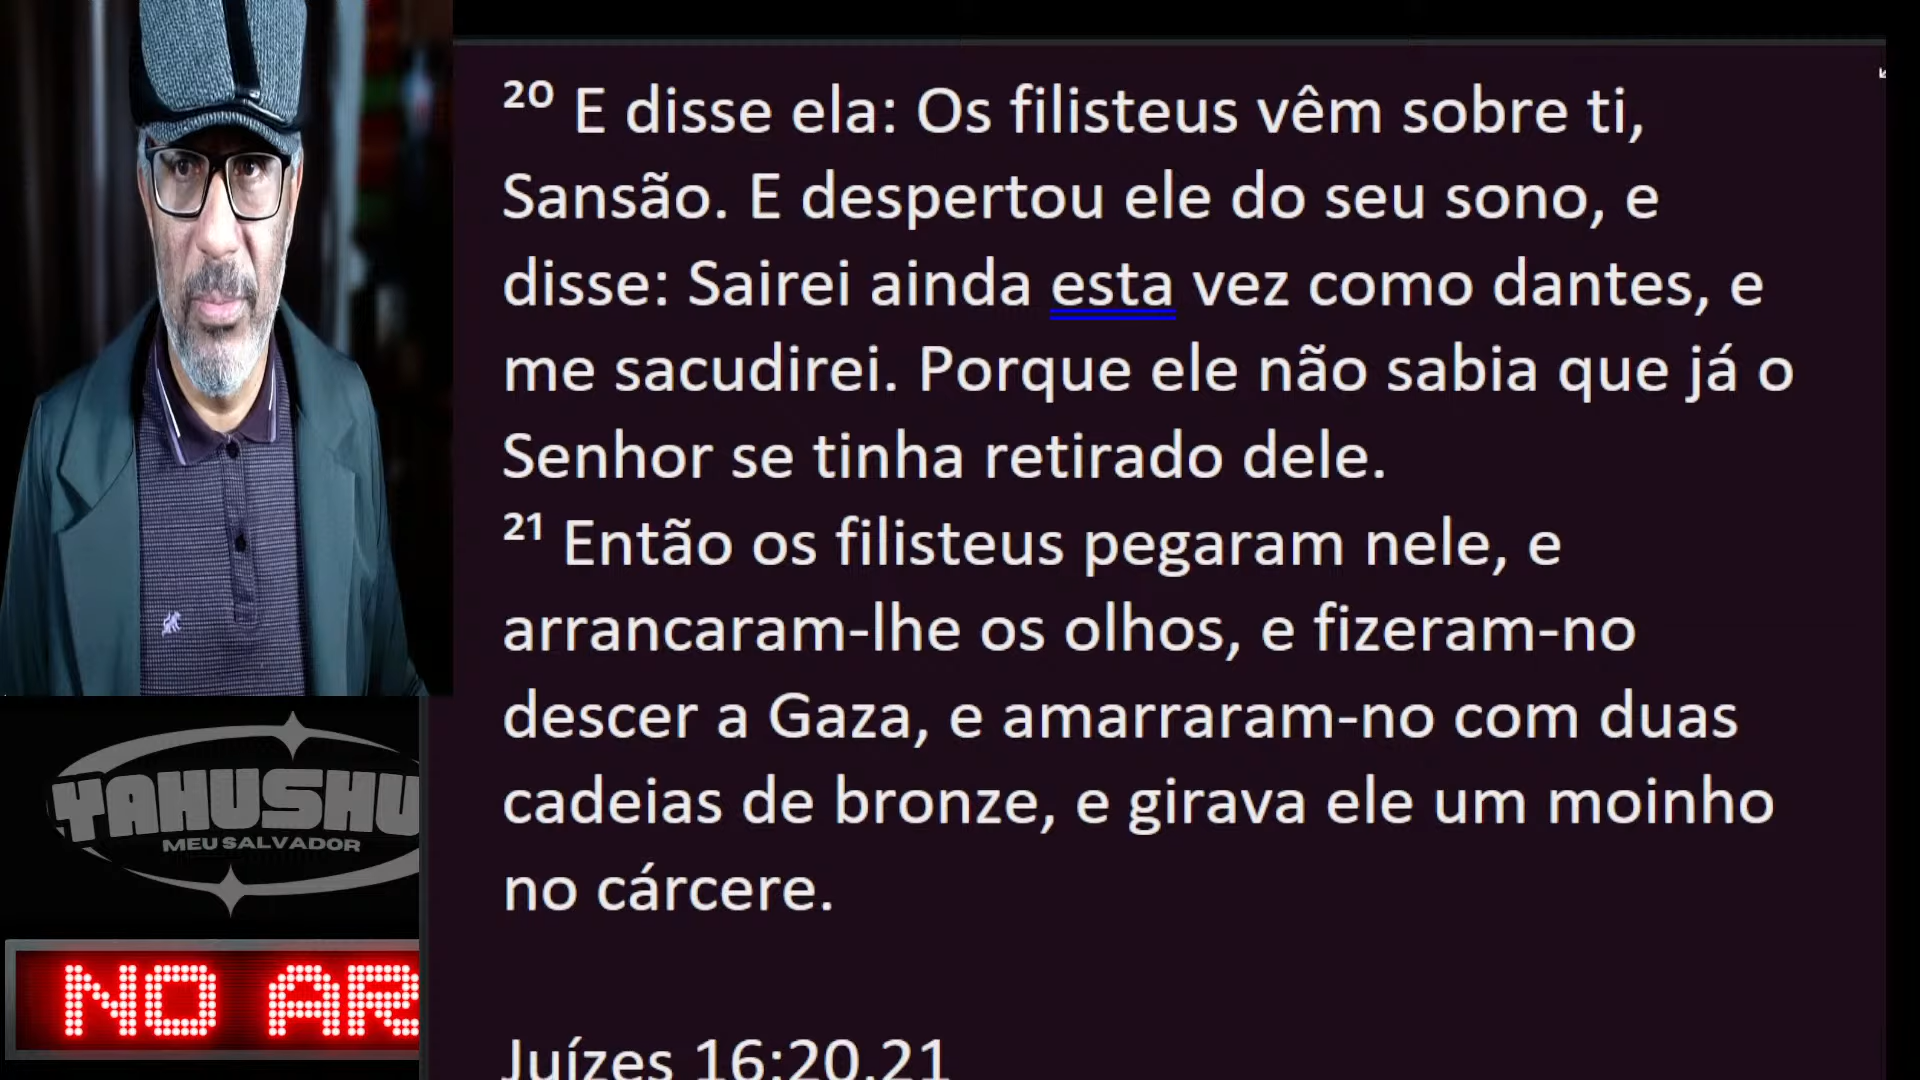 ²⁰ E disse ela: Os filisteus vêm sobre ti,
Sansão. E despertou ele do seu sono, e
disse: Sairei ainda esta vez como dantes, e
me sacudirei. Porque ele não sabia que já o
Senhor se tinha retirado dele.
²¹ Então os filisteus pegaram nele, e
arrancaram-lhe os olhos, e fizeram-no
descer a Gaza, e amarraram-no com duas
cadeias de bronze, e girava ele um moinho
no cárcere.
Juízes 16:20,21
YAHUSHU
MEU SALVADOR
NO AR